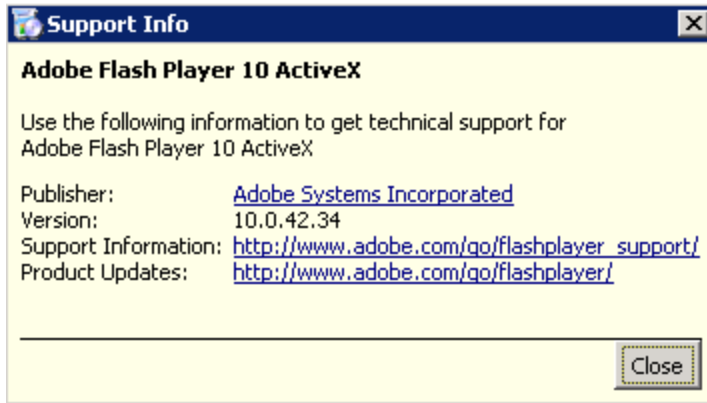 Support Info
Adobe Flash Player 10 ActiveX
Use the following information to get technical support for
Adobe Flash Player 10 ActiveX
Publisher: Adobe Systems Incorporated
Version: 10.0.42.34
Support Information: http://www.adobe.com/go/flashplayer_support/
Product Updates: http://www.adobe.com/go/flashplayer/
Close